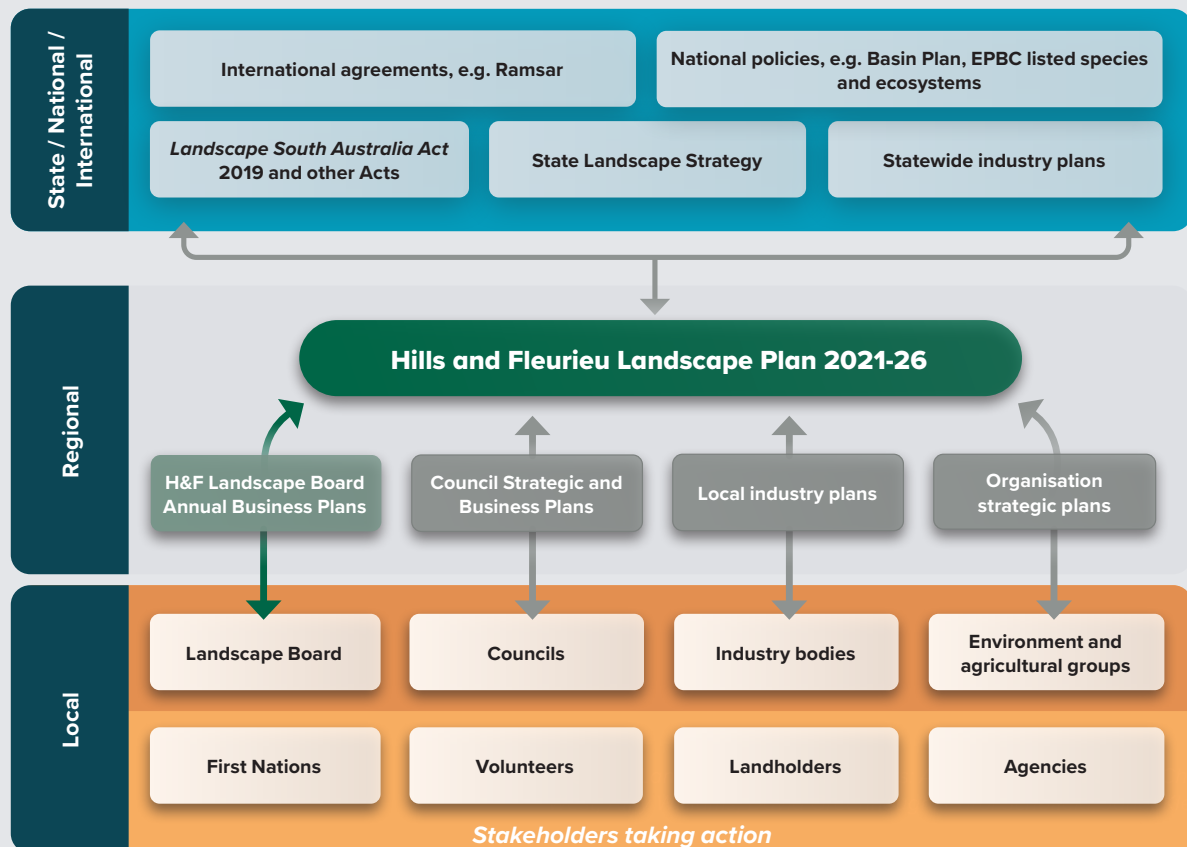 State / National /
International
International agreements, e.g. Ramsar
National policies, e.g. Basin Plan, EPBC listed species
and ecosystems
Landscape South Australia Act
2019 and other Acts
State Landscape Strategy
Statewide industry plans
Regional
Hills and Fleurieu Landscape Plan 2021-26
H&F Landscape Board
Annual Business Plans
Council Strategic and
Business Plans
Local industry plans
Organisation
strategic plans
Local
Landscape Board
Councils
Industry bodies
Environment and
agricultural groups
First Nations
Volunteers
Landholders
Agencies
Stakeholders taking action